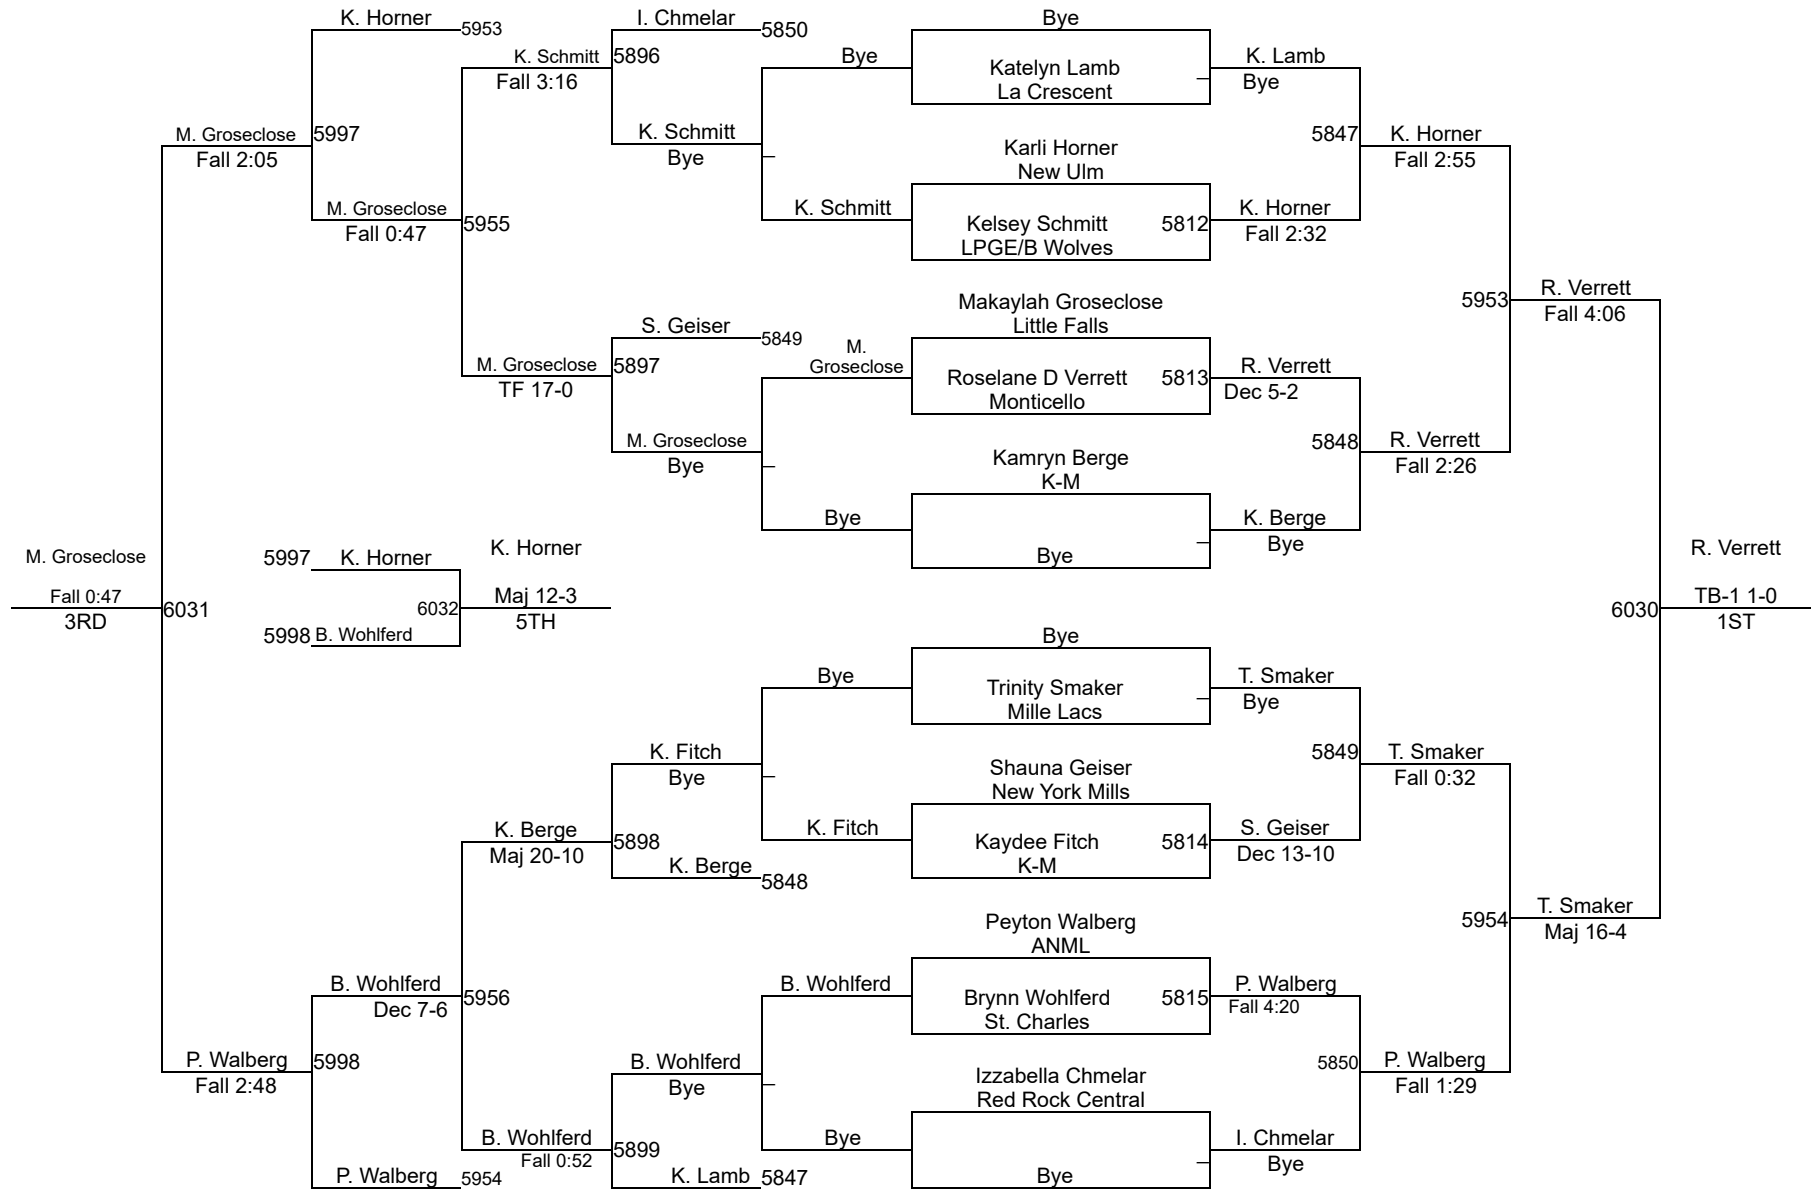 K. Horner
5953
I. Chmelar
5850
Bye
K. Schmitt
Fall 3:16
5896
Bye
Katelyn Lamb
La Crescent
K. Lamb
Bye
M. Groseclose
Fall 2:05
5997
K. Schmitt
Bye
Karli Horner
New Ulm
5847
K. Horner
Fall 2:55
M. Groseclose
Fall 0:47
5955
K. Schmitt
Kelsey Schmitt
LPGE/B Wolves
5812
K. Horner
Fall 2:32
Makaylah Groseclose
Little Falls
5953
R. Verrett
Fall 4:06
S. Geiser
5849
M.
Groseclose
M. Groseclose
TF 17-0
5897
Roselane D Verrett
Monticello
5813
R. Verrett
Dec 5-2
M. Groseclose
Bye
Kamryn Berge
K-M
5848
R. Verrett
Fall 2:26
Bye
K. Berge
Bye
Bye
M. Groseclose
Fall 0:47
3RD
6031
5997
K. Horner
5998
B. Wohlferd
6032
K. Horner
Maj 12-3
5TH
6030
R. Verrett
TB-1 1-0
1ST
Bye
Bye
Trinity Smaker
Mille Lacs
T. Smaker
Bye
K. Fitch
Bye
Shauna Geiser
New York Mills
5849
T. Smaker
Fall 0:32
K. Berge
Maj 20-10
5898
K. Fitch
Kaydee Fitch
K-M
5814
S. Geiser
Dec 13-10
K. Berge
5848
Peyton Walberg
ANML
5954
T. Smaker
Maj 16-4
B. Wohlferd
Dec 7-6
5956
B. Wohlferd
Brynn Wohlferd
St. Charles
5815
P. Walberg
Fall 4:20
P. Walberg
Fall 2:48
5998
B. Wohlferd
Bye
Izzabella Chmelar
Red Rock Central
5850
P. Walberg
Fall 1:29
B. Wohlferd
Fall 0:52
5899
Bye
I. Chmelar
Bye
P. Walberg
5954
K. Lamb
5847
Bye